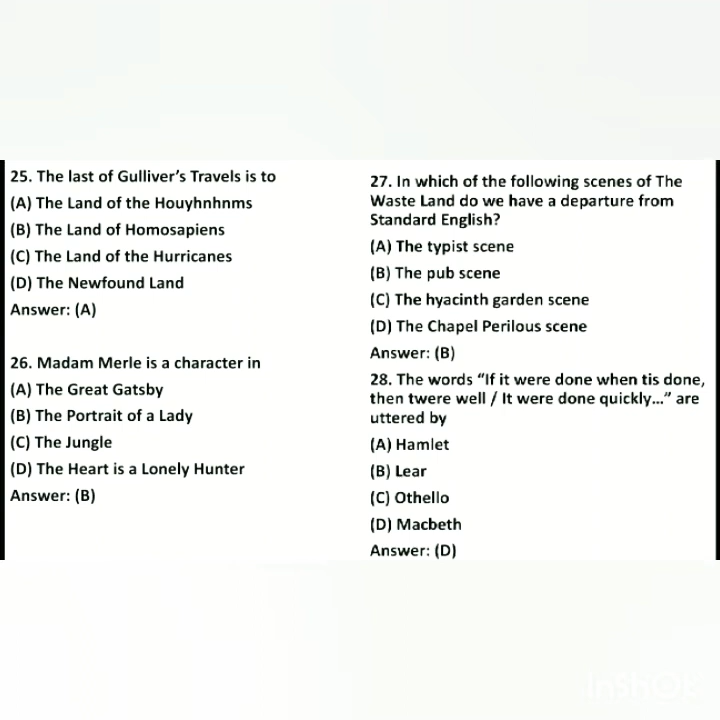 25. The last of Gulliver’s Travels is to
(A) The Land of the Houyhnhnms
(B) The Land of Homosapiens
(C) The Land of the Hurricanes
(D) The Newfound Land
Answer: (A)
26. Madam Merle is a character in
(A) The Great Gatsby
(B) The Portrait of a Lady
(C) The Jungle
(D) The Heart is a Lonely Hunter
Answer: (B)
27. In which of the following scenes of The
Waste Land do we have a departure from
Standard English?
(A) The typist scene
(B) The pub scene
(C) The hyacinth garden scene
(D) The Chapel Perilous scene
Answer: (B)
28. The words “If it were done when tis done,
then twere well / It were done quickly...” are
uttered by
(A) Hamlet
(B) Lear
(C) Othello
(D) Macbeth
Answer: (D)
InShOt